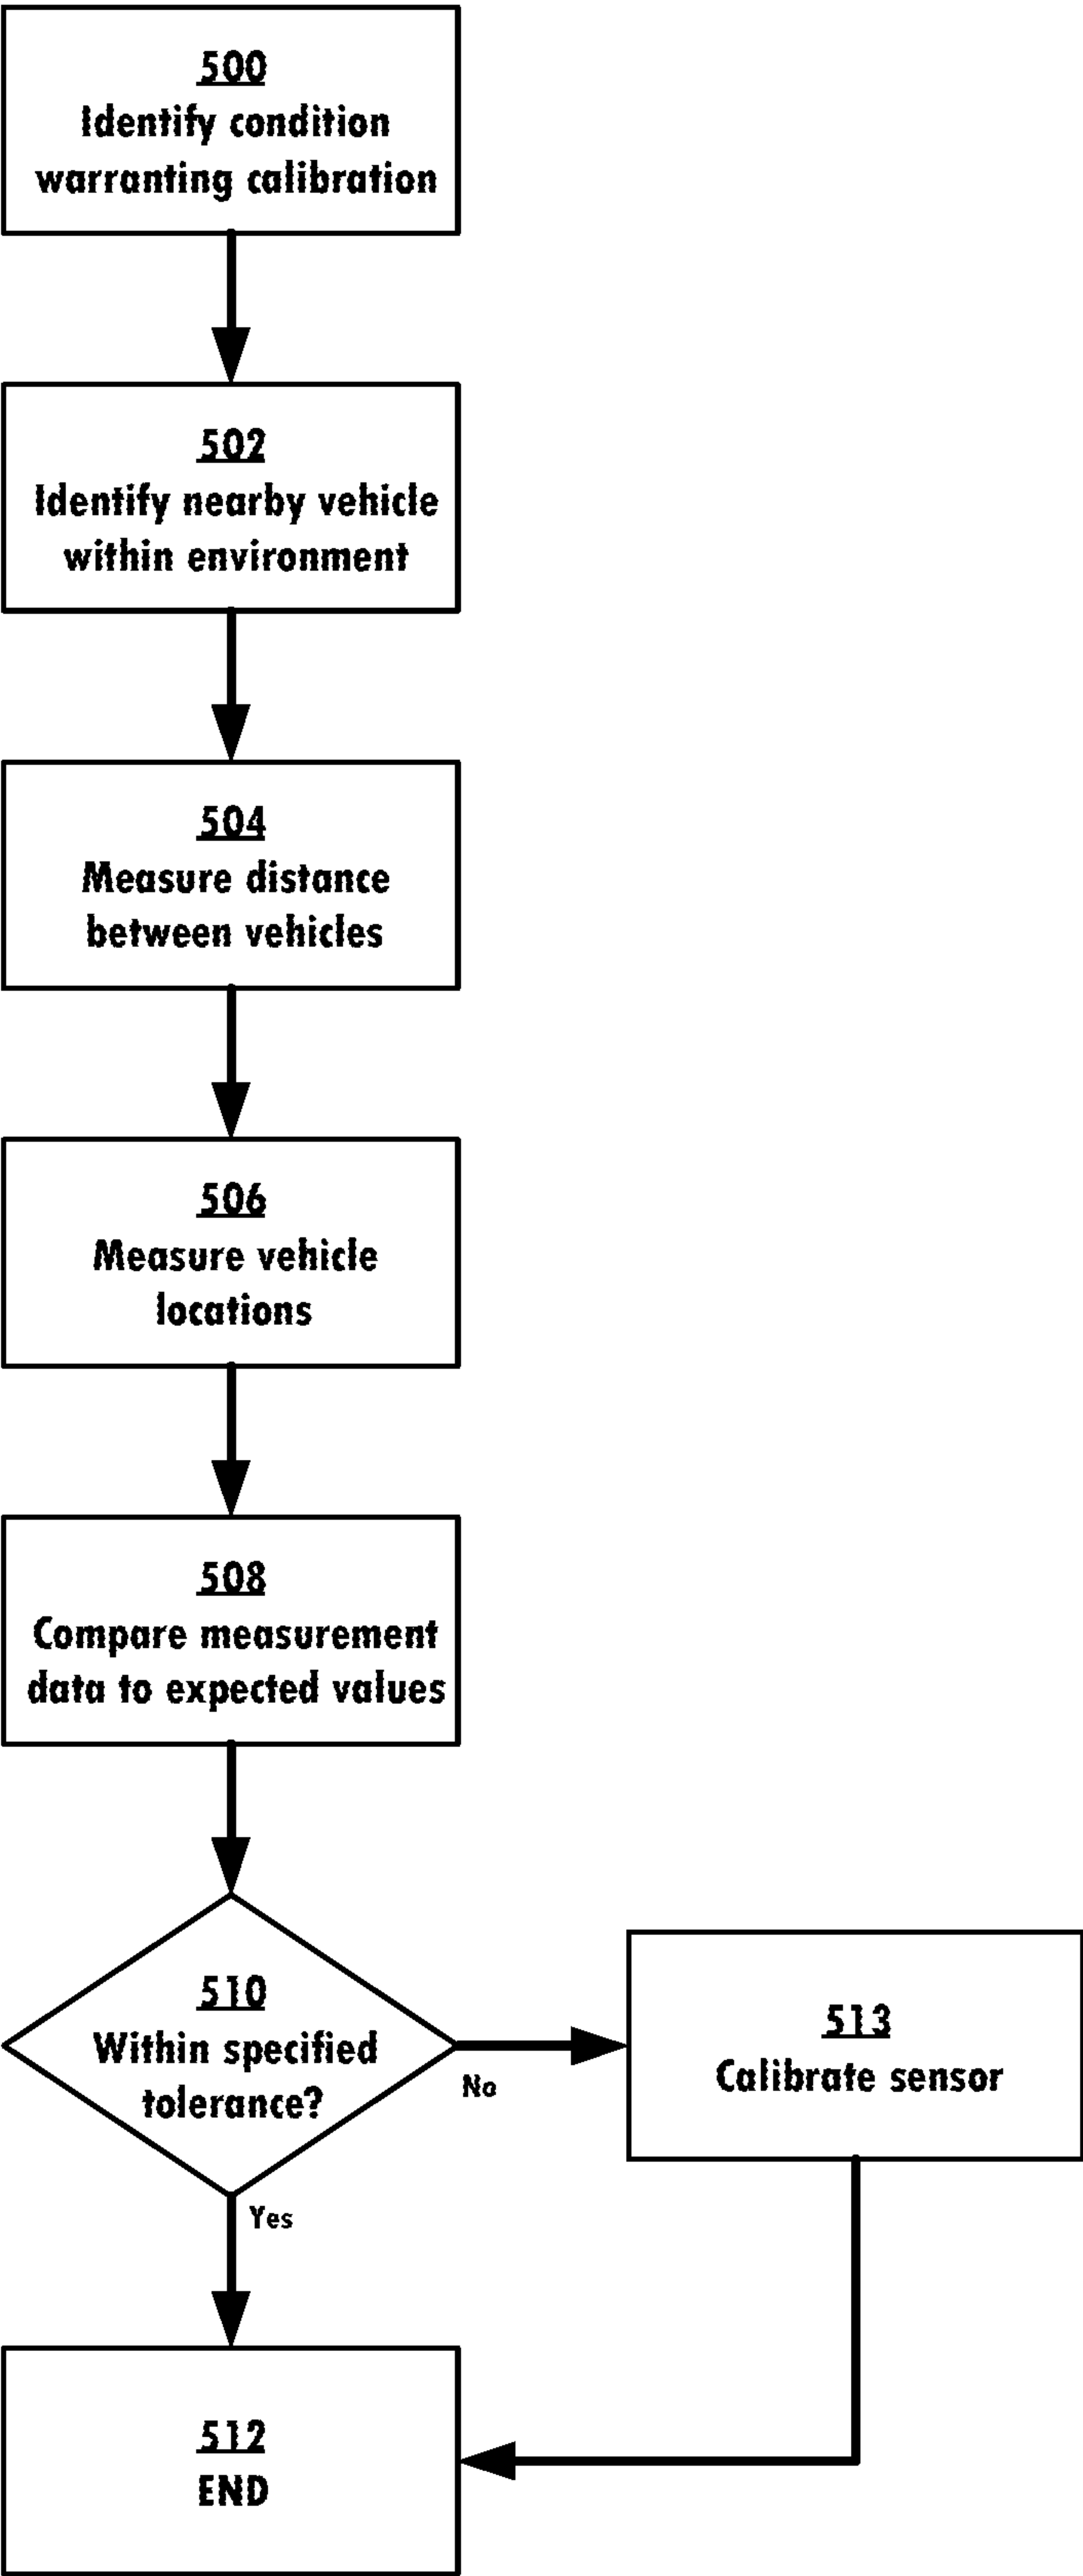 500
Identify condition
warranting calibration
502
Identify nearby vehicle
within environment
504
Measure distance
between vehicles
506
Measure vehicle
locations
508
Compare measurement
data to expected values
510
Within specified
tolerance?
No
513
Calibrate sensor
Yes
512
END